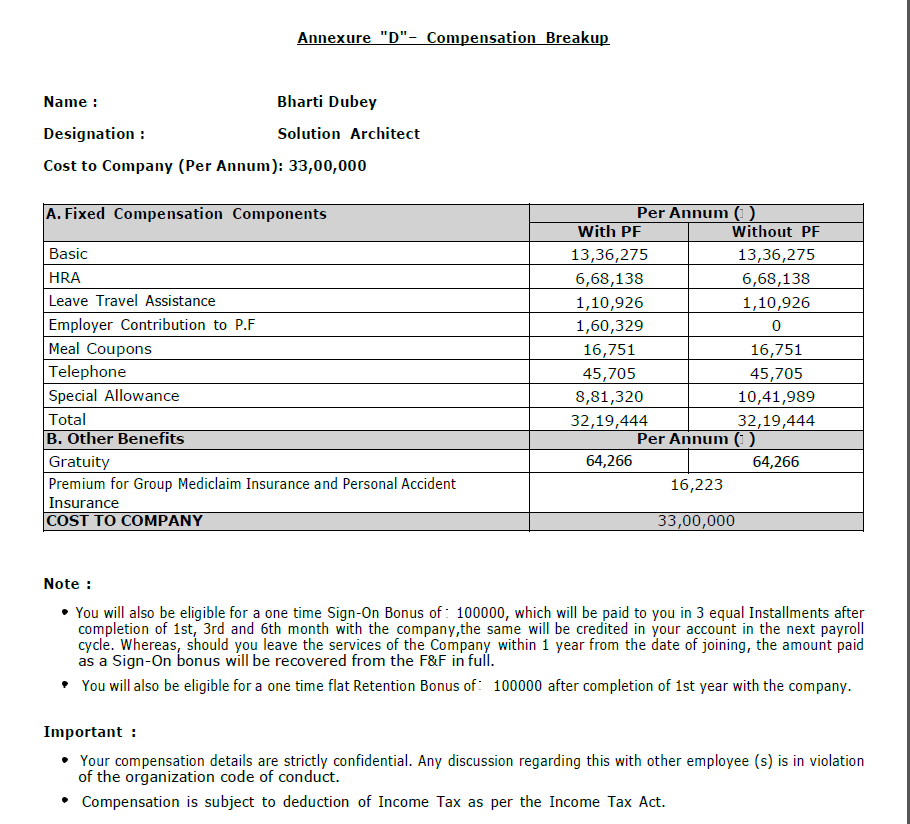 Annexure "D"- Compensation Breakup
Name : Bharti Dubey
Designation : Solution Architect
Cost to Company (Per Annum): 33,00,000
A. Fixed Compensation Components Per Annum ( )
With PF Without PF
Basic 13,36,275 13,36,275
HRA 6,68,138 6,68,138
Leave Travel Assistance 1,10,926 1,10,926
Employer Contribution to P.F 1,60,329 0
Meal Coupons 16,751 16,751
Telephone 45,705 45,705
Special Allowance 8,81,320 10,41,989
Total 32,19,444 32,19,444
B. Other Benefits Per Annum ( )
Gratuity 64,266 64,266
Premium for Group Mediclaim Insurance and Personal Accident 16,223
Insurance
COST TO COMPANY 33,00,000
Note :
• You will also be eligible for a one time Sign-On Bonus of 100000, which will be paid to you in 3 equal Installments after
completion of 1st, 3rd and 6th month with the company,the same will be credited in your account in the next payroll
cycle. Whereas, should you leave the services of the Company within 1 year from the date of joining, the amount paid
as a Sign-On bonus will be recovered from the F&F in full.
• You will also be eligible for a one time flat Retention Bonus of 100000 after completion of 1st year with the company.
Important :
• Your compensation details are strictly confidential. Any discussion regarding this with other employee (s) is in violation
of the organization code of conduct.
• Compensation is subject to deduction of Income Tax as per the Income Tax Act.